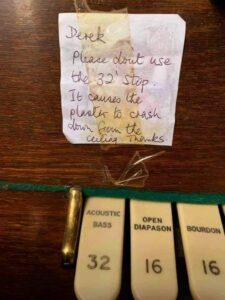 Derek
Please don't use
the 32' stop.
It causes the
plaster to crash
down from the
ceiling Thanks
ACOUSTIC
BASS
32
OPEN
DIAPASON
16
BOURDON
16